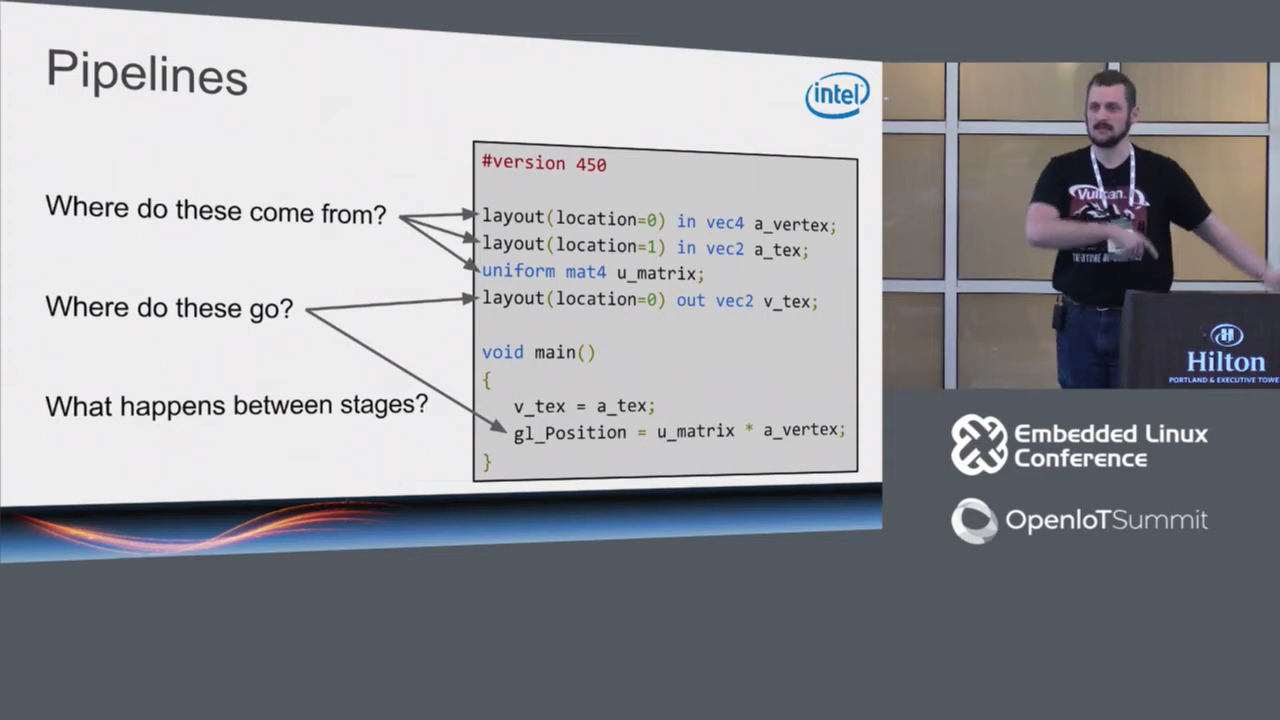 Pipelines
intel
Where do these come from?
Where do these go?
What happens between stages?
#version 450
layout(location=0) in vec4 a_vertex;
layout(location=1) in vec2 a_tex;
uniform mat4 u_matrix;
layout(location=0) out vec2 v_tex;
void main()
{
v_tex = a_tex;
gl_Position = u_matrix * a_vertex;
}
Vulkan
Hilton
PORTLAND & EXECUTIVE TOWE
Embedded Linux
Conference
OpenIoTSummit